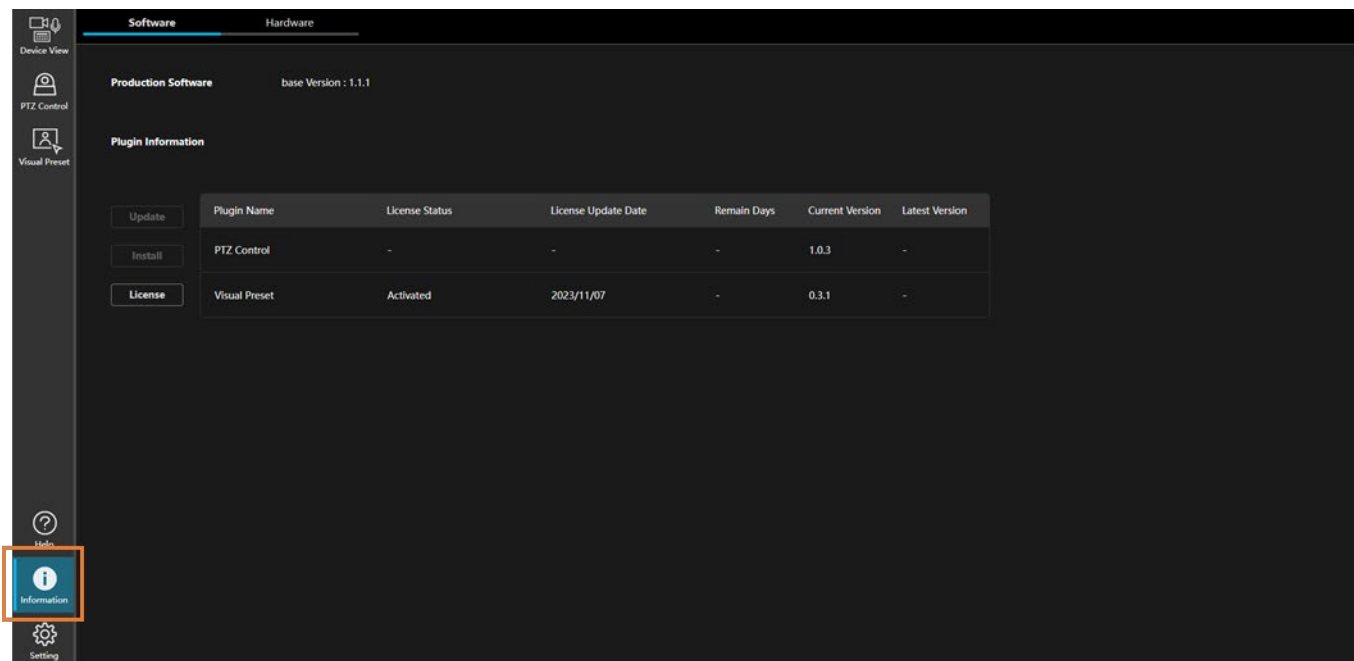 Software Hardware
Device View
PTZ Control
Visual Preset
Production Software base Version : 1.1.1
Plugin Information
Update
Install
License
Plugin Name License Status License Update Date Remain Days Current Version Latest Version
PTZ Control - - - 1.0.3 -
Visual Preset Activated 2023/11/07 - 0.3.1 -
Help
Information
Setting